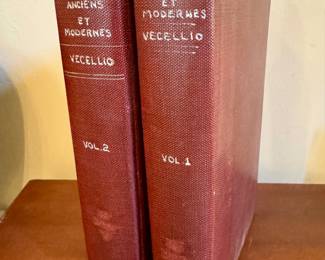 ANCIENS
ET
MODERNES
VECELLIO
VOL. 2
ET
MODERNES
VECELLIO
VOL. 1